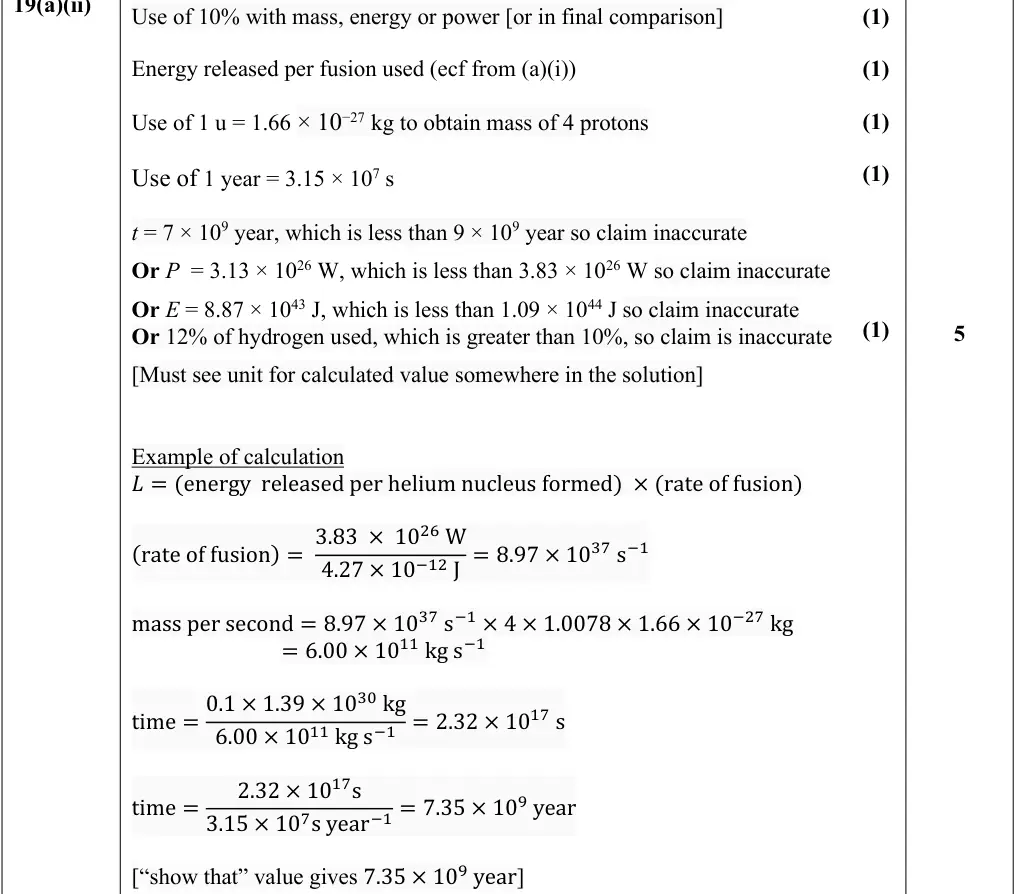 19(a)(ii)
Use of 10% with mass, energy or power [or in final comparison] (1)
Energy released per fusion used (ecf from (a)(i)) (1)
Use of 1 u = 1.66 × 10⁻²⁷ kg to obtain mass of 4 protons (1)
Use of 1 year = 3.15 × 10⁷ s (1)
t = 7 × 10⁹ year, which is less than 9 × 10⁹ year so claim inaccurate
Or P = 3.13 × 10²⁶ W, which is less than 3.83 × 10²⁶ W so claim inaccurate
Or E = 8.87 × 10⁴³ J, which is less than 1.09 × 10⁴⁴ J so claim inaccurate
Or 12% of hydrogen used, which is greater than 10%, so claim is inaccurate (1) 5
[Must see unit for calculated value somewhere in the solution]
Example of calculation
L = (energy released per helium nucleus formed) × (rate of fusion)
(rate of fusion) = 3.83 × 10²⁶ W / 4.27 × 10⁻¹² J = 8.97 × 10³⁷ s⁻¹
mass per second = 8.97 × 10³⁷ s⁻¹ × 4 × 1.0078 × 1.66 × 10⁻²⁷ kg
= 6.00 × 10¹¹ kg s⁻¹
time = 0.1 × 1.39 × 10³⁰ kg / 6.00 × 10¹¹ kg s⁻¹ = 2.32 × 10¹⁷ s
time = 2.32 × 10¹⁷s / 3.15 × 10⁷s year⁻¹ = 7.35 × 10⁹ year
[“show that” value gives 7.35 × 10⁹ year]